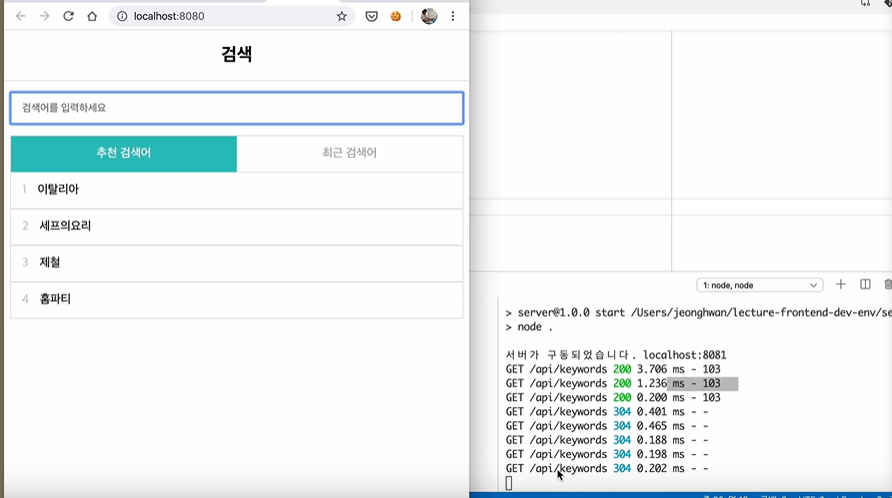 localhost:8080
검색
검색어를 입력하세요
추천 검색어
최근 검색어
1 이탈리아
2 세프의요리
3 제철
4 홈파티
1: node, node
> server@1.0.0 start /Users/jeonghwan/lecture-frontend-dev-env/se
> node .
서버가 구동되었습니다. localhost:8081
GET /api/keywords 200 3.706 ms - 103
GET /api/keywords 200 1.236 ms - 103
GET /api/keywords 200 0.200 ms - 103
GET /api/keywords 304 0.401 ms - -
GET /api/keywords 304 0.465 ms - -
GET /api/keywords 304 0.188 ms - -
GET /api/keywords 304 0.198 ms - -
GET /api/keywords 304 0.202 ms - -